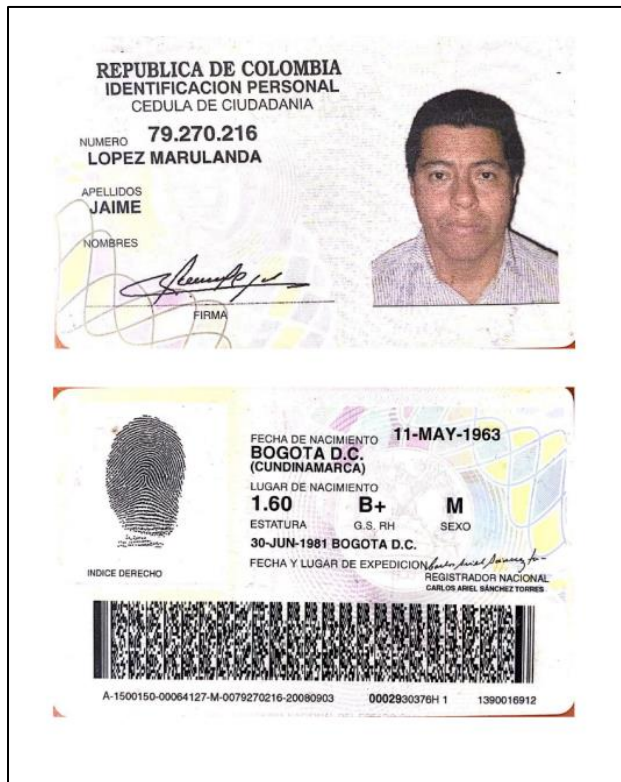 REPUBLICA DE COLOMBIA
IDENTIFICACION PERSONAL
CEDULA DE CIUDADANIA
NUMERO 79.270.216
LOPEZ MARULANDA
APELLIDOS
JAIME
NOMBRES
FIRMA
FECHA DE NACIMIENTO 11-MAY-1963
BOGOTA D.C.
(CUNDINAMARCA)
LUGAR DE NACIMIENTO
1.60 B+ M
ESTATURA G.S. RH SEXO
30-JUN-1981 BOGOTA D.C.
FECHA Y LUGAR DE EXPEDICION
INDICE DERECHO
REGISTRADOR NACIONAL
CARLOS ARIEL SÁNCHEZ TORRES
A-1500150-00064127-M-0079270216-20080903 0002930376H 1 1390016912